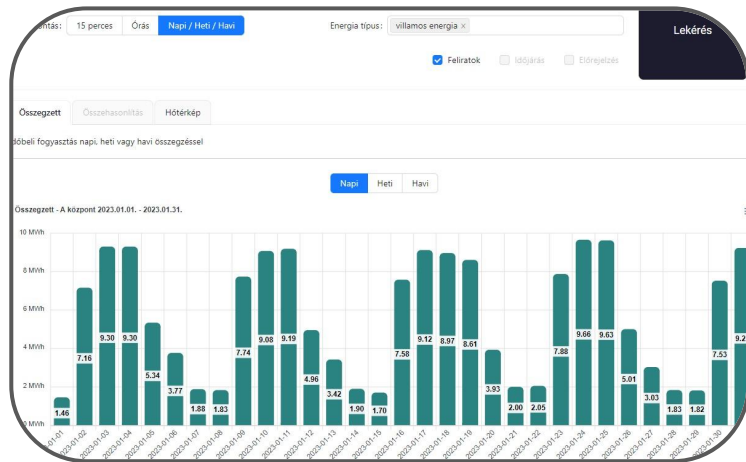 15 perces Órás Napi / Heti / Havi Energia típus: villamos energia × Lekérés
Feliratok Időjárás Előrejelzés
Összegzett Összehasonlítás Hőtérkép
időbeli fogyasztás napi, heti vagy havi összegzéssel
Napi Heti Havi
Összegzett - A központ 2023.01.01. - 2023.01.31.
10 MWh
8 MWh
6 MWh
4 MWh
2 MWh
0 MWh
1.46 7.16 9.30 9.30 5.34 3.77 1.88 1.83 7.74 9.08 9.19 4.96 3.42 1.90 1.70 7.58 9.12 8.97 8.61 3.93 2.00 2.05 7.88 9.66 9.63 5.01 3.03 1.83 1.82 7.53 9.2
2023-01-02 2023-01-03 2023-01-04 2023-01-05 2023-01-06 2023-01-07 2023-01-08 2023-01-09 2023-01-10 2023-01-11 2023-01-12 2023-01-13 2023-01-14 2023-01-15 2023-01-16 2023-01-17 2023-01-18 2023-01-19 2023-01-20 2023-01-21 2023-01-22 2023-01-23 2023-01-24 2023-01-25 2023-01-26 2023-01-27 2023-01-28 2023-01-29 2023-01-30